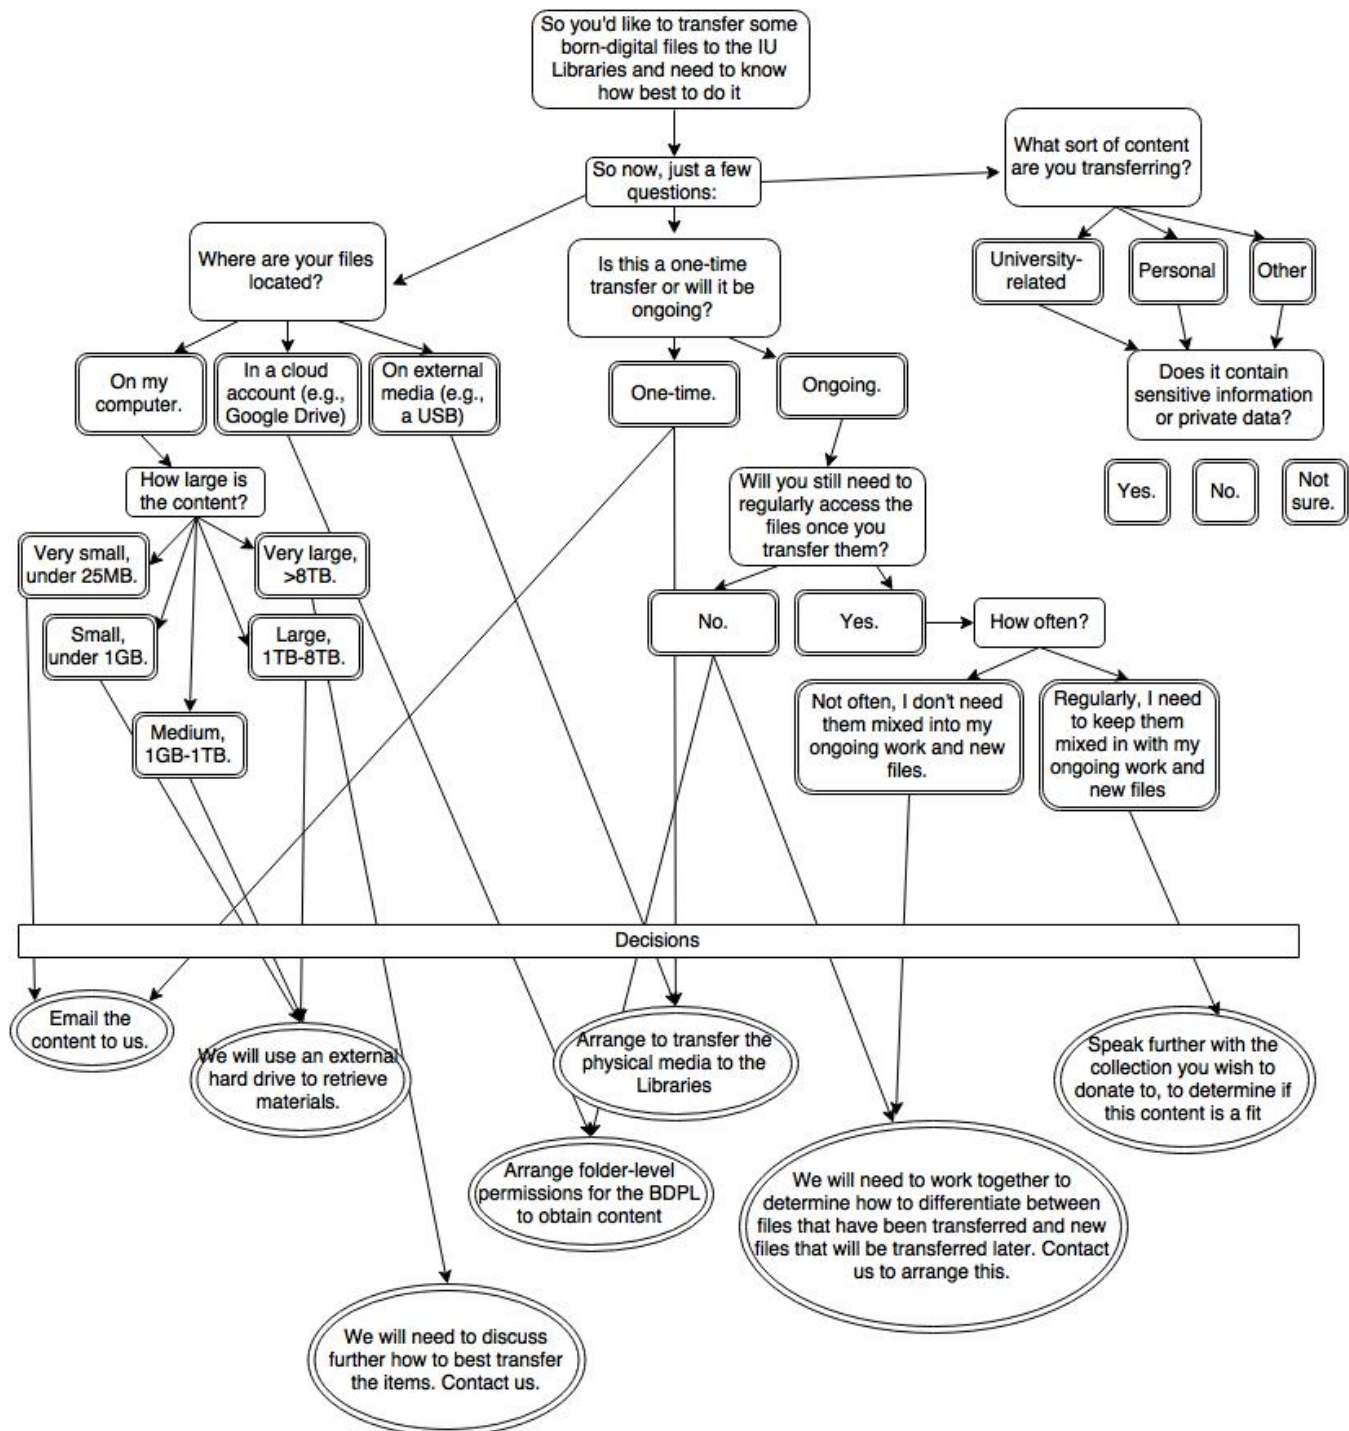 So you'd like to transfer some
born-digital files to the IU
Libraries and need to know
how best to do it
So now, just a few
questions:
What sort of content
are you transferring?
Where are your files
located?
Is this a one-time
transfer or will it be
ongoing?
University-
related
Personal
Other
On my
computer.
In a cloud
account (e.g.,
Google Drive)
On external
media (e.g.,
a USB)
One-time.
Ongoing.
Does it contain
sensitive information
or private data?
How large is
the content?
Will you still need to
regularly access the
files once you
transfer them?
Yes.
No.
Not
sure.
Very small,
under 25MB.
Very large,
>8TB.
Small,
under 1GB.
Large,
1TB-8TB.
Medium,
1GB-1TB.
No.
Yes.
How often?
Not often, I don't need
them mixed into my
ongoing work and new
files.
Regularly, I need
to keep them
mixed in with my
ongoing work and
new files
Decisions
Email the
content to us.
We will use an external
hard drive to retrieve
materials.
Arrange to transfer the
physical media to the
Libraries
Speak further with the
collection you wish to
donate to, to determine if
this content is a fit
Arrange folder-level
permissions for the BDPL
to obtain content
We will need to work together to
determine how to differentiate between
files that have been transferred and new
files that will be transferred later. Contact
us to arrange this.
We will need to discuss
further how to best transfer
the items. Contact us.